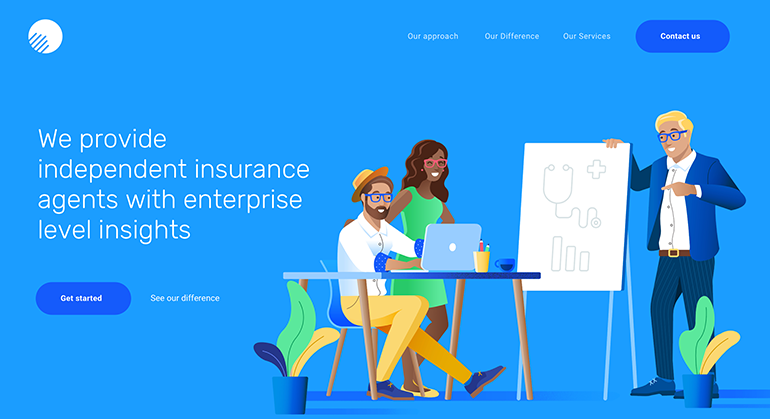 Our approach
Our Difference
Our Services
Contact us
We provide
independent insurance
agents with enterprise
level insights
Get started
See our difference